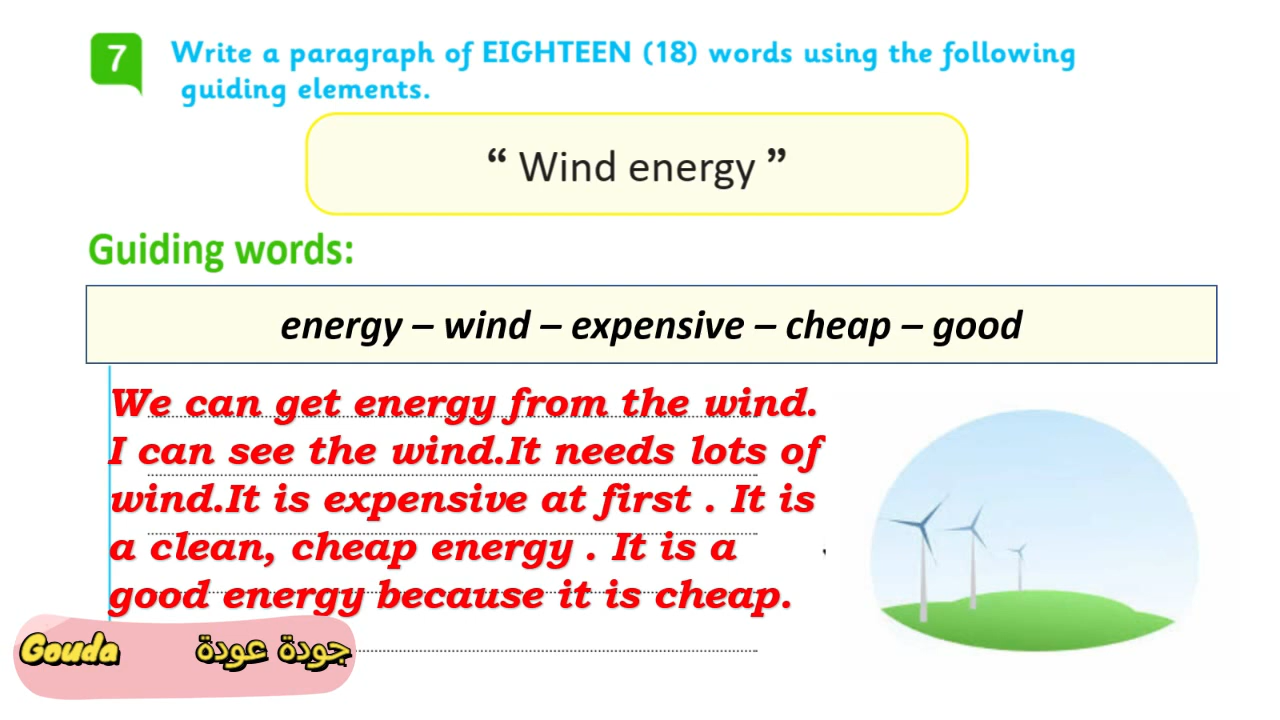 7 Write a paragraph of EIGHTEEN (18) words using the following
guiding elements.
“ Wind energy ”
Guiding words:
energy – wind – expensive – cheap – good
We can get energy from the wind.
I can see the wind.It needs lots of
wind.It is expensive at first . It is
a clean, cheap energy . It is a
good energy because it is cheap.
Gouda جودة عودة